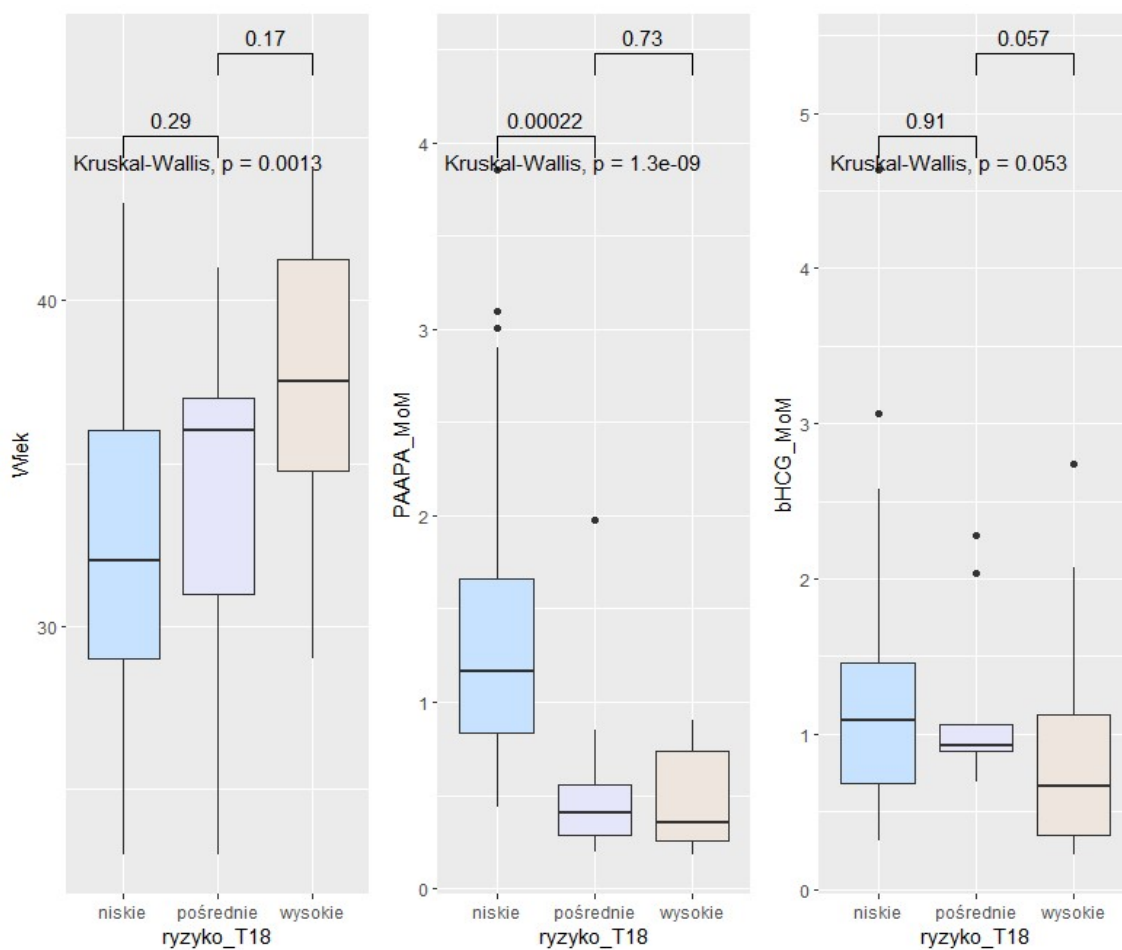 0.17
0.29
Kruskal-Wallis, p = 0.0013
40
30
Wiek
niskie pośrednie wysokie
ryzyko_T18
0.73
0.00022
Kruskal-Wallis, p = 1.3e-09
4
3
2
1
0
PAAPA_MoM
niskie pośrednie wysokie
ryzyko_T18
0.057
0.91
Kruskal-Wallis, p = 0.053
5
4
3
2
1
0
bHCG_MoM
niskie pośrednie wysokie
ryzyko_T18